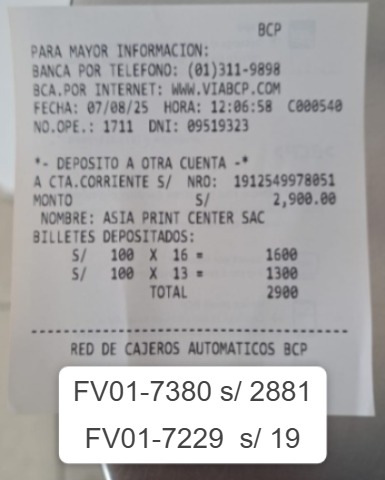 BCP
PARA MAYOR INFORMACION:
BANCA POR TELEFONO: (01)311-9898
BCA.POR INTERNET: WWW.VIABCP.COM
FECHA: 07/08/25 HORA: 12:06:58 C000540
NO.OPE.: 1711 DNI: 09519323
*- DEPOSITO A OTRA CUENTA -*
A CTA.CORRIENTE S/ NRO: 1912549978051
MONTO S/ 2,900.00
NOMBRE: ASIA PRINT CENTER SAC
BILLETES DEPOSITADOS:
S/ 100 X 16 = 1600
S/ 100 X 13 = 1300
TOTAL 2900
--------------------------------
RED DE CAJEROS AUTOMATICOS BCP
FV01-7380 s/ 2881
FV01-7229 s/ 19